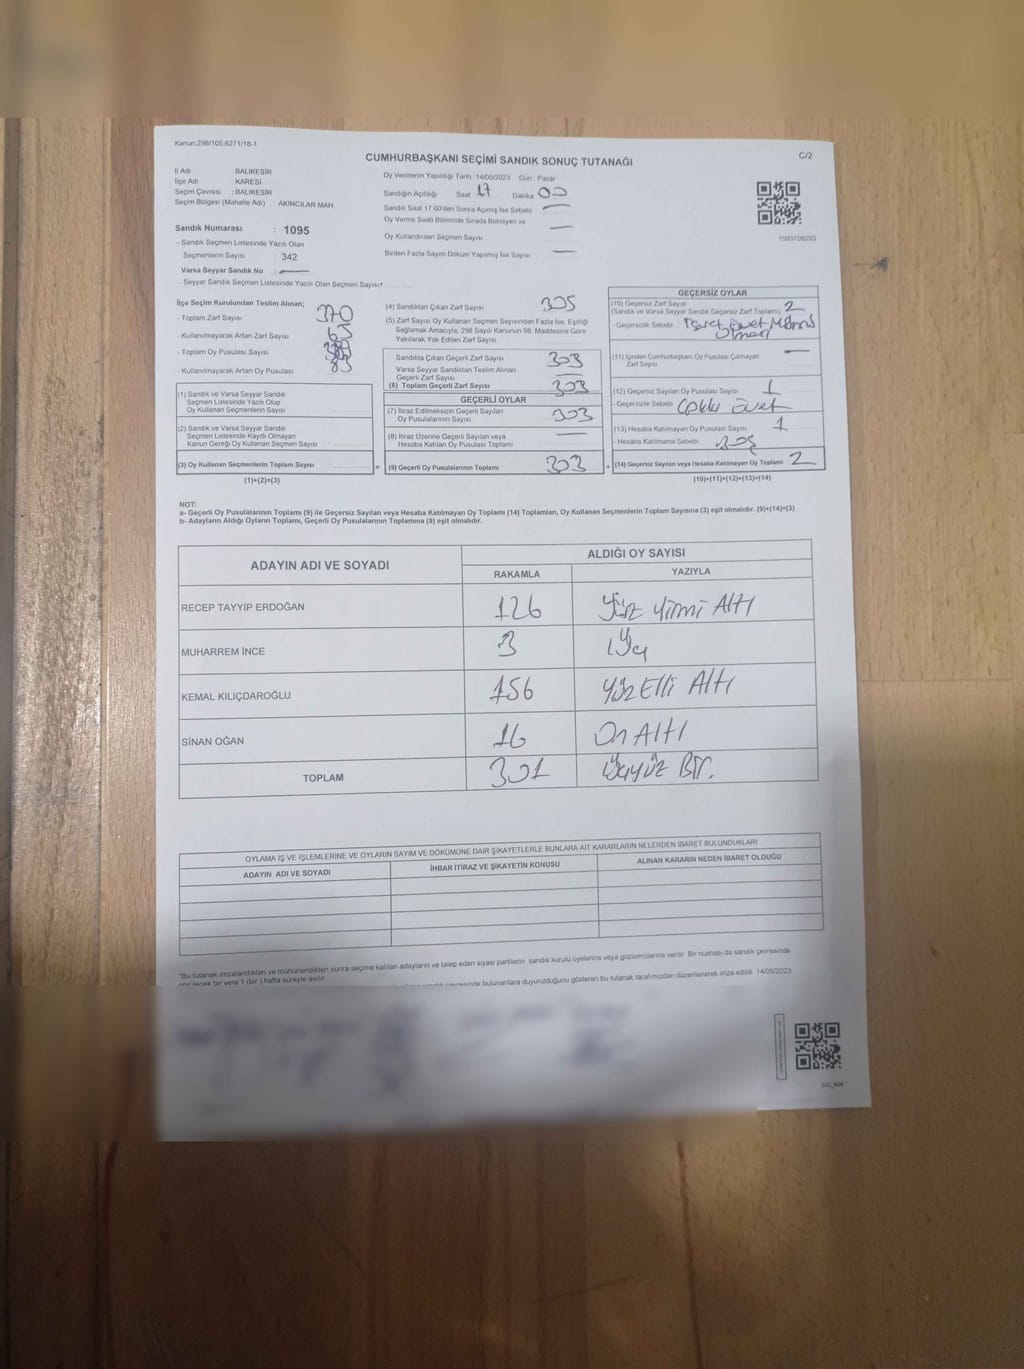 Kanun:298/105:6271/18-1
C/2
CUMHURBAŞKANI SEÇİMİ SANDIK SONUÇ TUTANAĞI
İl Adı BALIKESİR
İlçe Adı : KARESİ
Seçim Çevresi : BALIKESİR
Seçim Bölgesi (Mahalle Adı) : AKINCILAR MAH.
Sandık Numarası : 1095
- Sandık Seçmen Listesinde Yazılı Olan
Seçmenlerin Sayısı : 342
Varsa Seyyar Sandık No :
- Seyyar Sandık Seçmen Listesinde Yazılı Olan Seçmen Sayısı*
Oy Vermenin Yapıldığı Tarih: 14/05/2023 Gün : Pazar
Sandığın Açıldığı Saat 17 Dakika 00
Sandık Saat 17:00'den Sonra Açılmış İse Sebebi
Oy Verme Saati Bitiminde Sırada Bekleyen ve
Oy Kullandırılan Seçmen Sayısı
Birden Fazla Sayım Döküm Yapılmış İse Sayısı
1093708293
İlçe Seçim Kurulundan Teslim Alınan;
- Toplam Zarf Sayısı 370
- Kullanılmayarak Artan Zarf Sayısı 65
- Toplam Oy Pusulası Sayısı
- Kullanılmayarak Artan Oy Pusulası 85
(1) Sandık ve Varsa Seyyar Sandık
Seçmen Listesinde Yazılı Olup
Oy Kullanan Seçmenlerin Sayısı
(2) Sandık ve Varsa Seyyar Sandık
Seçmen Listesinde Kayıtlı Olmayan
Kanun Gereği Oy Kullanan Seçmen Sayısı
(3) Oy Kullanan Seçmenlerin Toplam Sayısı
(1)+(2)=(3)
(4) Sandıktan Çıkan Zarf Sayısı 305
(5) Zarf Sayısı Oy Kullanan Seçmen Sayısından Fazla İse, Eşitliği
Sağlamak Amacıyla, 298 Sayılı Kanunun 98. Maddesine Göre
Yakılarak Yok Edilen Zarf Sayısı
Sandıkta Çıkan Geçerli Zarf Sayısı 303
Varsa Seyyar Sandıktan Teslim Alınan
Geçerli Zarf Sayısı
(6) Toplam Geçerli Zarf Sayısı 303
GEÇERLİ OYLAR
(7) İtiraz Edilmeksizin Geçerli Sayılan
Oy Pusulalarının Sayısı 303
(8) İtiraz Üzerine Geçerli Sayılan veya
Hesaba Katılan Oy Pusulası Toplamı
= (9) Geçerli Oy Pusulalarının Toplamı 303
GEÇERSİZ OYLAR
(10) Geçersiz Zarf Sayısı
(Sandık ve Varsa Seyyar Sandık Geçersiz Zarf Toplamı) 2
- Geçersizlik Sebebi
(11) İçinden Cumhurbaşkanı Oy Pusulası Çıkmayan
Zarf Sayısı
(12) Geçersiz Sayılan Oy Pusulası Sayısı 1
- Geçersizlik Sebebi Çoklu Evet
(13) Hesaba Katılmayan Oy Pusulası Sayısı 1
- Hesaba Katılmama Sebebi
+ (14) Geçersiz Sayılan veya Hesaba Katılmayan Oy Toplamı 2
(10)+(11)+(12)+(13)=(14)
NOT:
a- Geçerli Oy Pusulalarının Toplamı (9) ile Geçersiz Sayılan veya Hesaba Katılmayan Oy Toplamı (14) Toplamları, Oy Kullanan Seçmenlerin Toplam Sayısına (3) eşit olmalıdır. (9)+(14)=(3)
b- Adayların Aldığı Oyların Toplamı, Geçerli Oy Pusulalarının Toplamına (9) eşit olmalıdır.
ADAYIN ADI VE SOYADI
ALDIĞI OY SAYISI
RAKAMLA YAZIYLA
RECEP TAYYİP ERDOĞAN 126 Yüz Yirmi Altı
MUHARREM İNCE 3 Üç
KEMAL KILIÇDAROĞLU 156 Yüz Elli Altı
SİNAN OĞAN 16 On Altı
TOPLAM 301 Üçyüz Bir.
OYLAMA İŞ VE İŞLEMLERİNE VE OYLARIN SAYIM VE DÖKÜMÜNE DAİR ŞİKAYETLERLE BUNLARA AİT KARARLARIN NELERDEN İBARET BULUNDUKLARI
ADAYIN ADI VE SOYADI İHBAR İTİRAZ VE ŞİKAYETİN KONUSU ALINAN KARARIN NEDEN İBARET OLDUĞU
*Bu tutanak imzalandıktan ve mühürlendikten sonra seçime katılan adayların ve talep eden siyasi partilerin sandık kurulu üyelerine veya gözlemcilerine verilir. Bir nüshası da sandık çevresinde
görülecek bir yere 1 (bir) hafta süreyle asılır.
çevresinde bulunanlara duyurulduğunu gösteren bu tutanak tarafımızdan düzenlenerek imza edildi. 14/05/2023